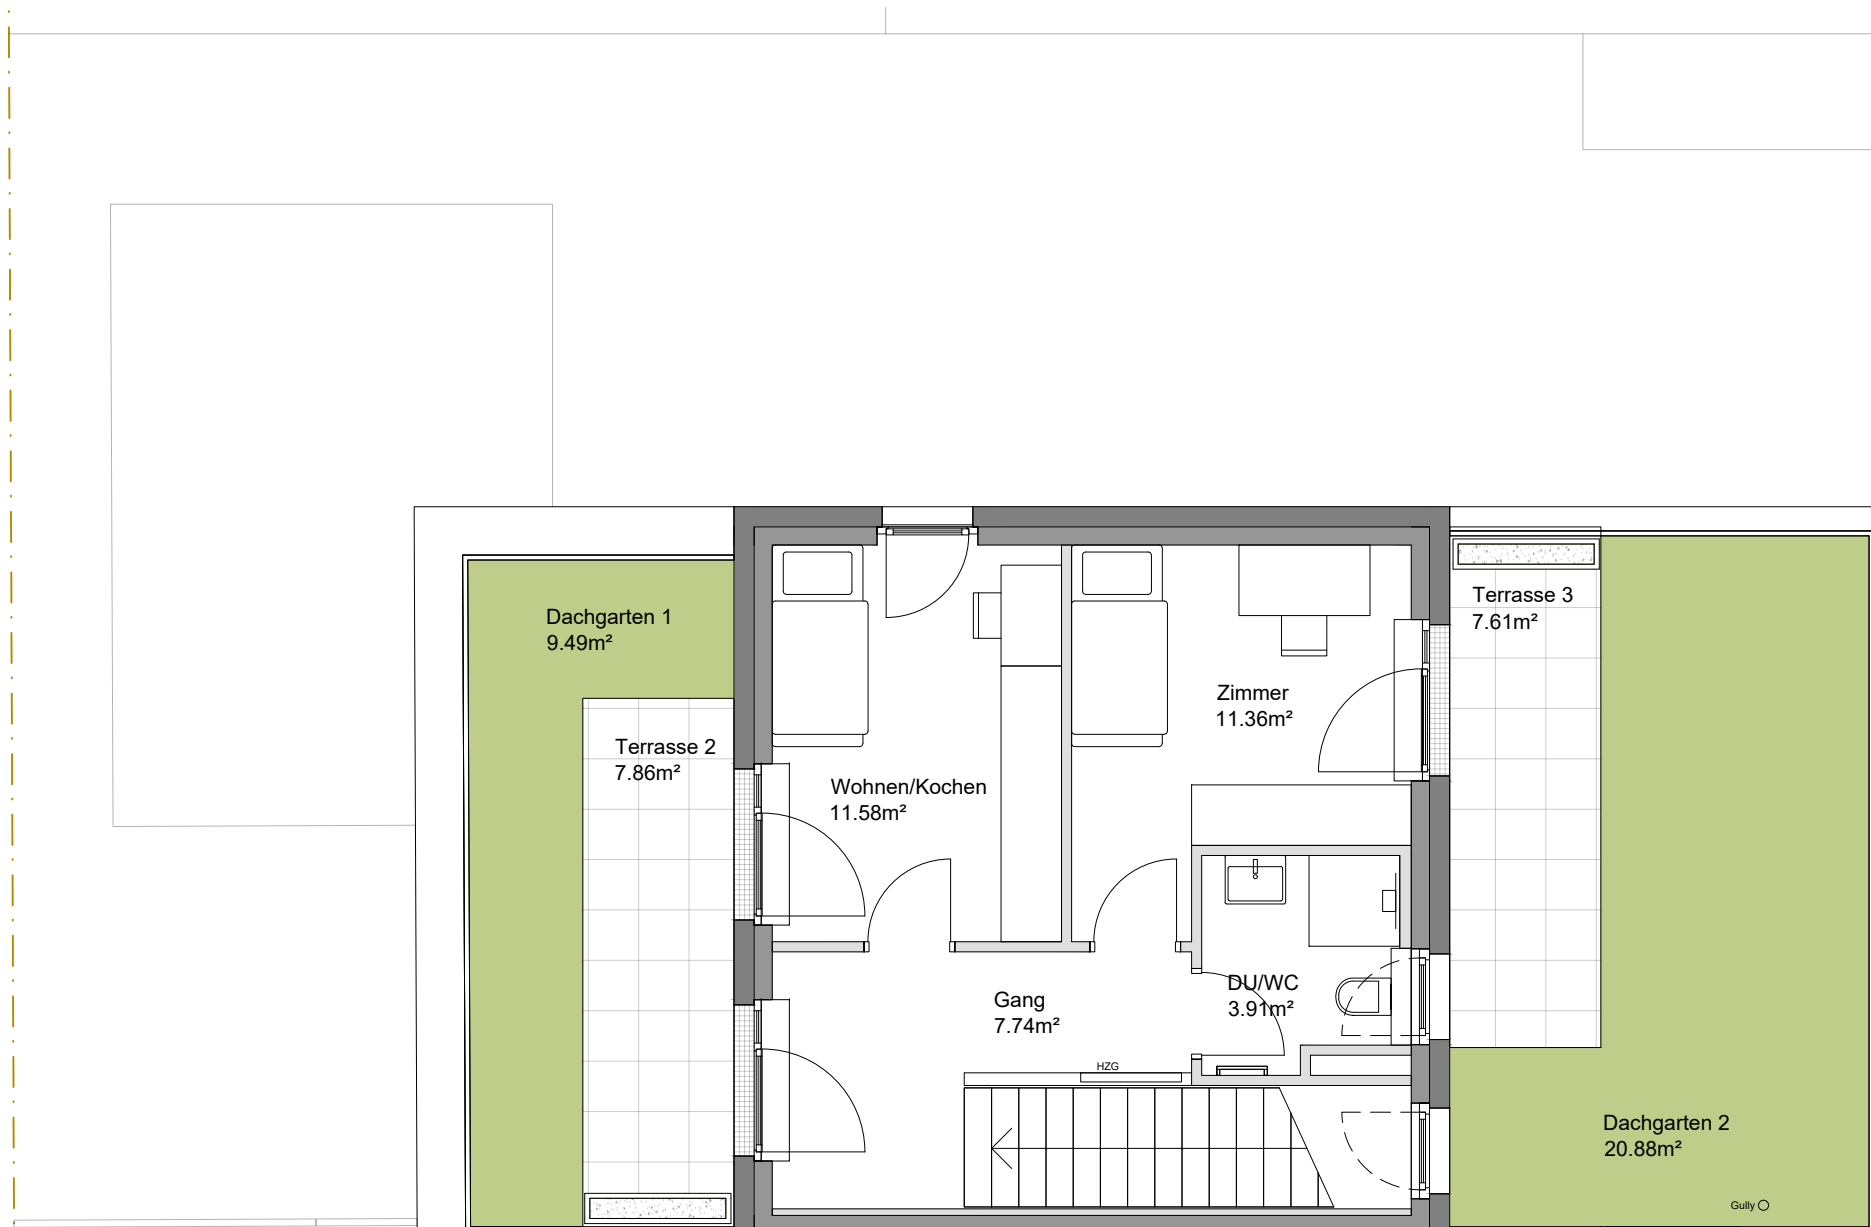 Dachgarten 1
9.49m²
Terrasse 2
7.86m²
Wohnen/Kochen
11.58m²
Zimmer
11.36m²
Terrasse 3
7.61m²
Gang
7.74m²
DU/WC
3.91m²
HZG
Dachgarten 2
20.88m²
Gully